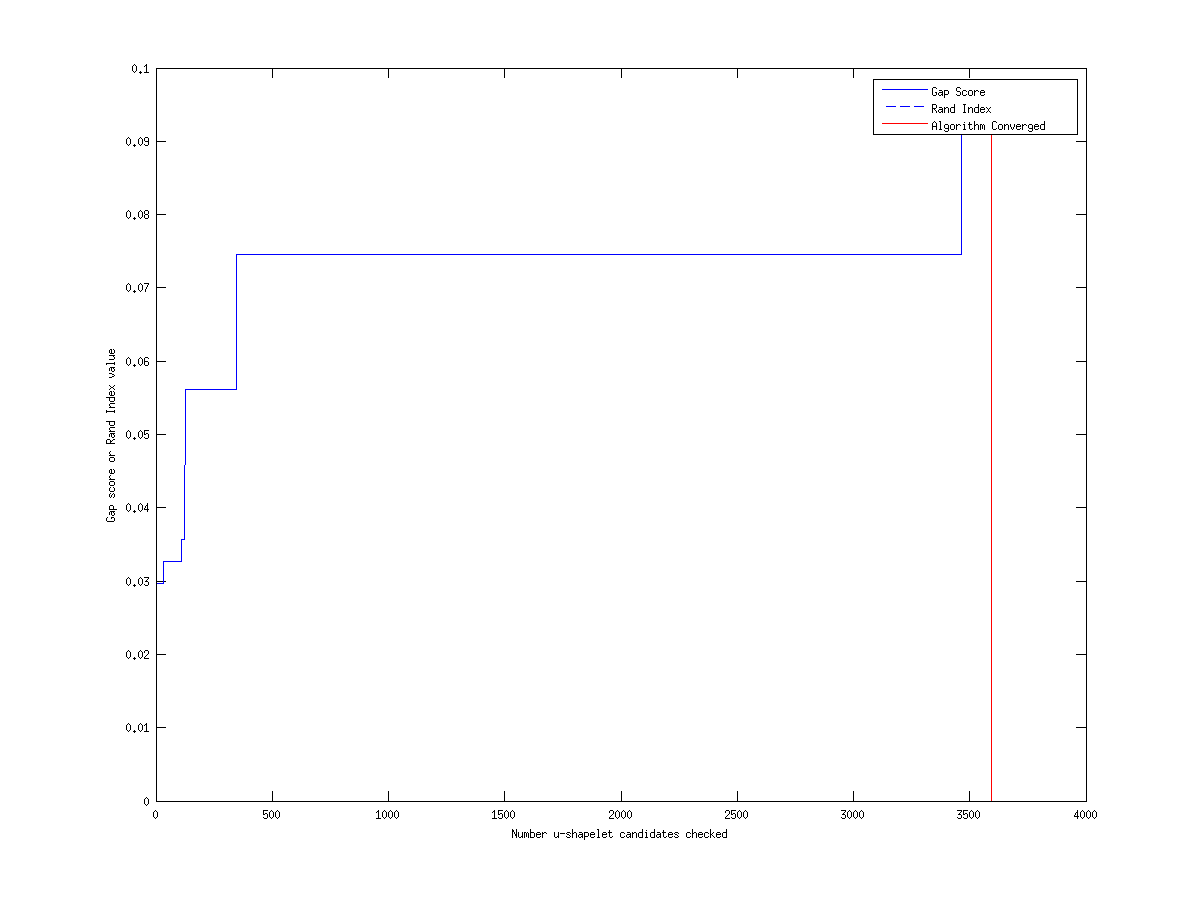 0.1
0.09
0.08
0.07
0.06
0.05
0.04
0.03
0.02
0.01
0
Gap score or Rand Index value
Gap Score
Rand Index
Algorithm Converged
0 500 1000 1500 2000 2500 3000 3500 4000
Number u-shapelet candidates checked